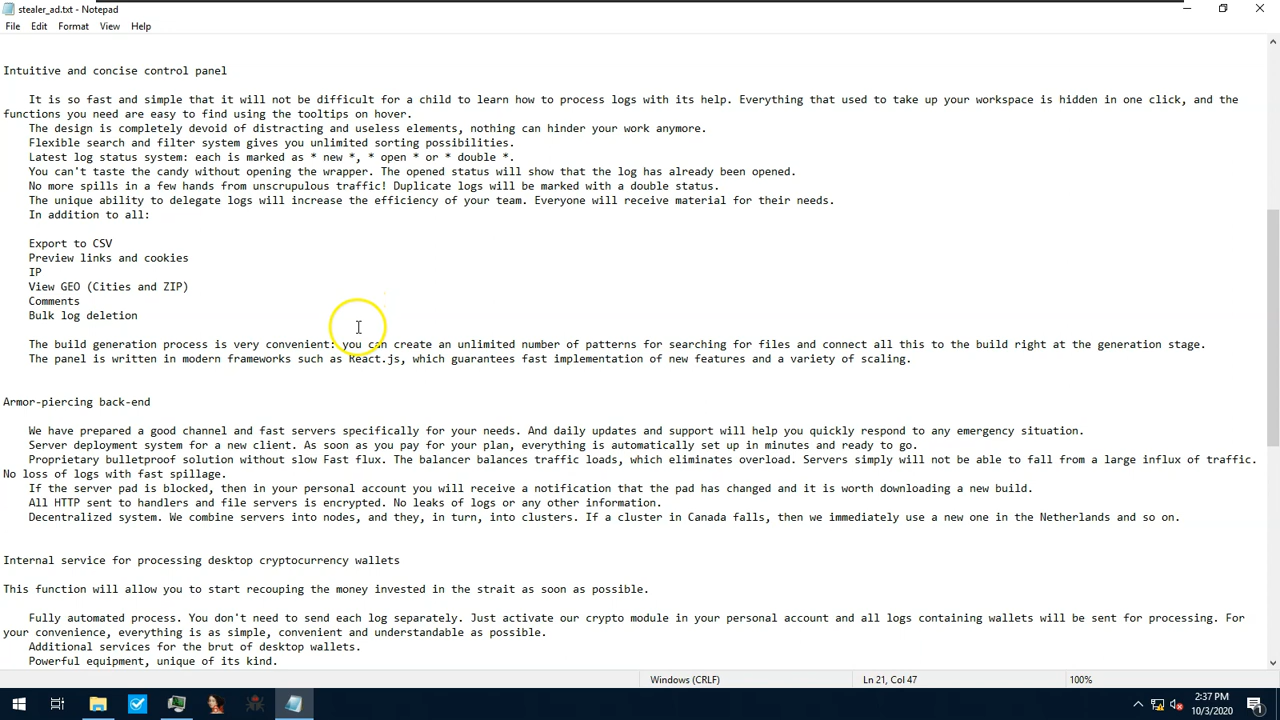 stealer_ad.txt - Notepad
File Edit Format View Help
Intuitive and concise control panel
It is so fast and simple that it will not be difficult for a child to learn how to process logs with its help. Everything that used to take up your workspace is hidden in one click, and the
functions you need are easy to find using the tooltips on hover.
The design is completely devoid of distracting and useless elements, nothing can hinder your work anymore.
Flexible search and filter system gives you unlimited sorting possibilities.
Latest log status system: each is marked as * new *, * open * or * double *.
You can't taste the candy without opening the wrapper. The opened status will show that the log has already been opened.
No more spills in a few hands from unscrupulous traffic! Duplicate logs will be marked with a double status.
The unique ability to delegate logs will increase the efficiency of your team. Everyone will receive material for their needs.
In addition to all:
Export to CSV
Preview links and cookies
IP
View GEO (Cities and ZIP)
Comments
Bulk log deletion
The build generation process is very convenient: you can create an unlimited number of patterns for searching for files and connect all this to the build right at the generation stage.
The panel is written in modern frameworks such as React.js, which guarantees fast implementation of new features and a variety of scaling.
Armor-piercing back-end
We have prepared a good channel and fast servers specifically for your needs. And daily updates and support will help you quickly respond to any emergency situation.
Server deployment system for a new client. As soon as you pay for your plan, everything is automatically set up in minutes and ready to go.
Proprietary bulletproof solution without slow Fast flux. The balancer balances traffic loads, which eliminates overload. Servers simply will not be able to fall from a large influx of traffic.
No loss of logs with fast spillage.
If the server pad is blocked, then in your personal account you will receive a notification that the pad has changed and it is worth downloading a new build.
All HTTP sent to handlers and file servers is encrypted. No leaks of logs or any other information.
Decentralized system. We combine servers into nodes, and they, in turn, into clusters. If a cluster in Canada falls, then we immediately use a new one in the Netherlands and so on.
Internal service for processing desktop cryptocurrency wallets
This function will allow you to start recouping the money invested in the strait as soon as possible.
Fully automated process. You don't need to send each log separately. Just activate our crypto module in your personal account and all logs containing wallets will be sent for processing. For
your convenience, everything is as simple, convenient and understandable as possible.
Additional services for the brut of desktop wallets.
Powerful equipment, unique of its kind.
Windows (CRLF) Ln 21, Col 47 100%
2:37 PM
10/3/2020
1